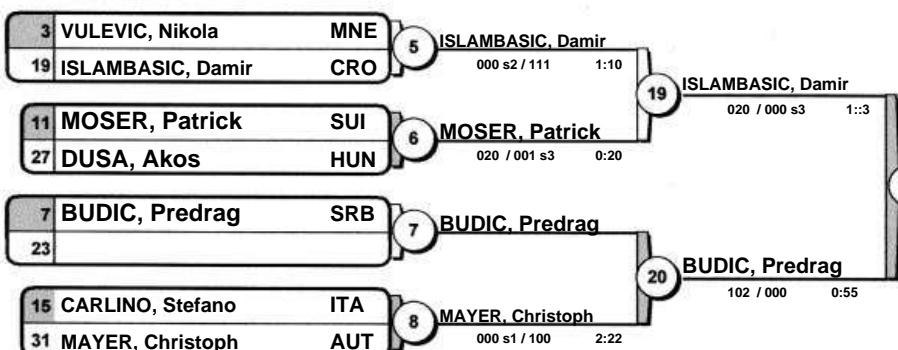 3 VULEVIC, Nikola MNE
19 ISLAMBASIC, Damir CRO
5
ISLAMBASIC, Damir
000 s2 / 111 1:10
11 MOSER, Patrick SUI
27 DUSA, Akos HUN
6
MOSER, Patrick
020 / 001 s3 0:20
19
ISLAMBASIC, Damir
020 / 000 s3 1::3
7 BUDIC, Predrag SRB
23
7
BUDIC, Predrag
15 CARLINO, Stefano ITA
31 MAYER, Christoph AUT
8
MAYER, Christoph
000 s1 / 100 2:22
20
BUDIC, Predrag
102 / 000 0:55